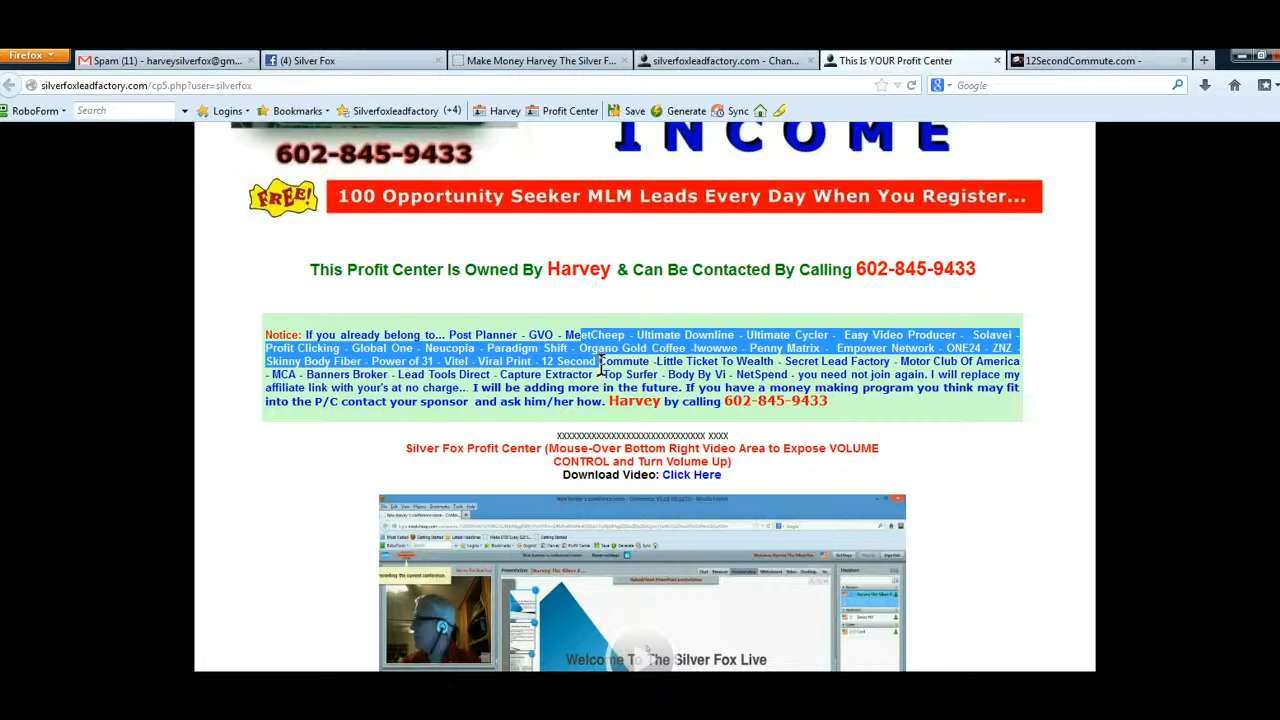 Firefox
Spam (11) - harveysilverfox@gm...
(4) Silver Fox
Make Money Harvey The Silver F...
silverfoxleadfactory.com - Chan...
This Is YOUR Profit Center
12SecondCommute.com -
silverfoxleadfactory.com/cp5.php?user=silverfox
Google
RoboForm
Search
Logins
Bookmarks
Silverfoxleadfactory (+4)
Harvey
Profit Center
Save
Generate
Sync
602-845-9433
INCOME
FREE!
100 Opportunity Seeker MLM Leads Every Day When You Register...
This Profit Center Is Owned By Harvey & Can Be Contacted By Calling 602-845-9433
Notice: If you already belong to... Post Planner - GVO - MeetCheep - Ultimate Downline - Ultimate Cycler - Easy Video Producer - Solavei -
Profit Clicking - Global One - Neucopia - Paradigm Shift - Organo Gold Coffee -Iwowwe - Penny Matrix - Empower Network - ONE24 - ZNZ -
Skinny Body Fiber - Power of 31 - Vitel - Viral Print - 12 Second Commute -Little Ticket To Wealth - Secret Lead Factory - Motor Club Of America
- MCA - Banners Broker - Lead Tools Direct - Capture Extractor - Top Surfer - Body By Vi - NetSpend - you need not join again. I will replace my
affiliate link with your's at no charge... I will be adding more in the future. If you have a money making program you think may fit
into the P/C contact your sponsor and ask him/her how. Harvey by calling 602-845-9433
XXXXXXXXXXXXXXXXXXXXXXXXXXXXXX XXXX
Silver Fox Profit Center (Mouse-Over Bottom Right Video Area to Expose VOLUME
CONTROL and Turn Volume Up)
Download Video: Click Here
Welcome To The Silver Fox Live